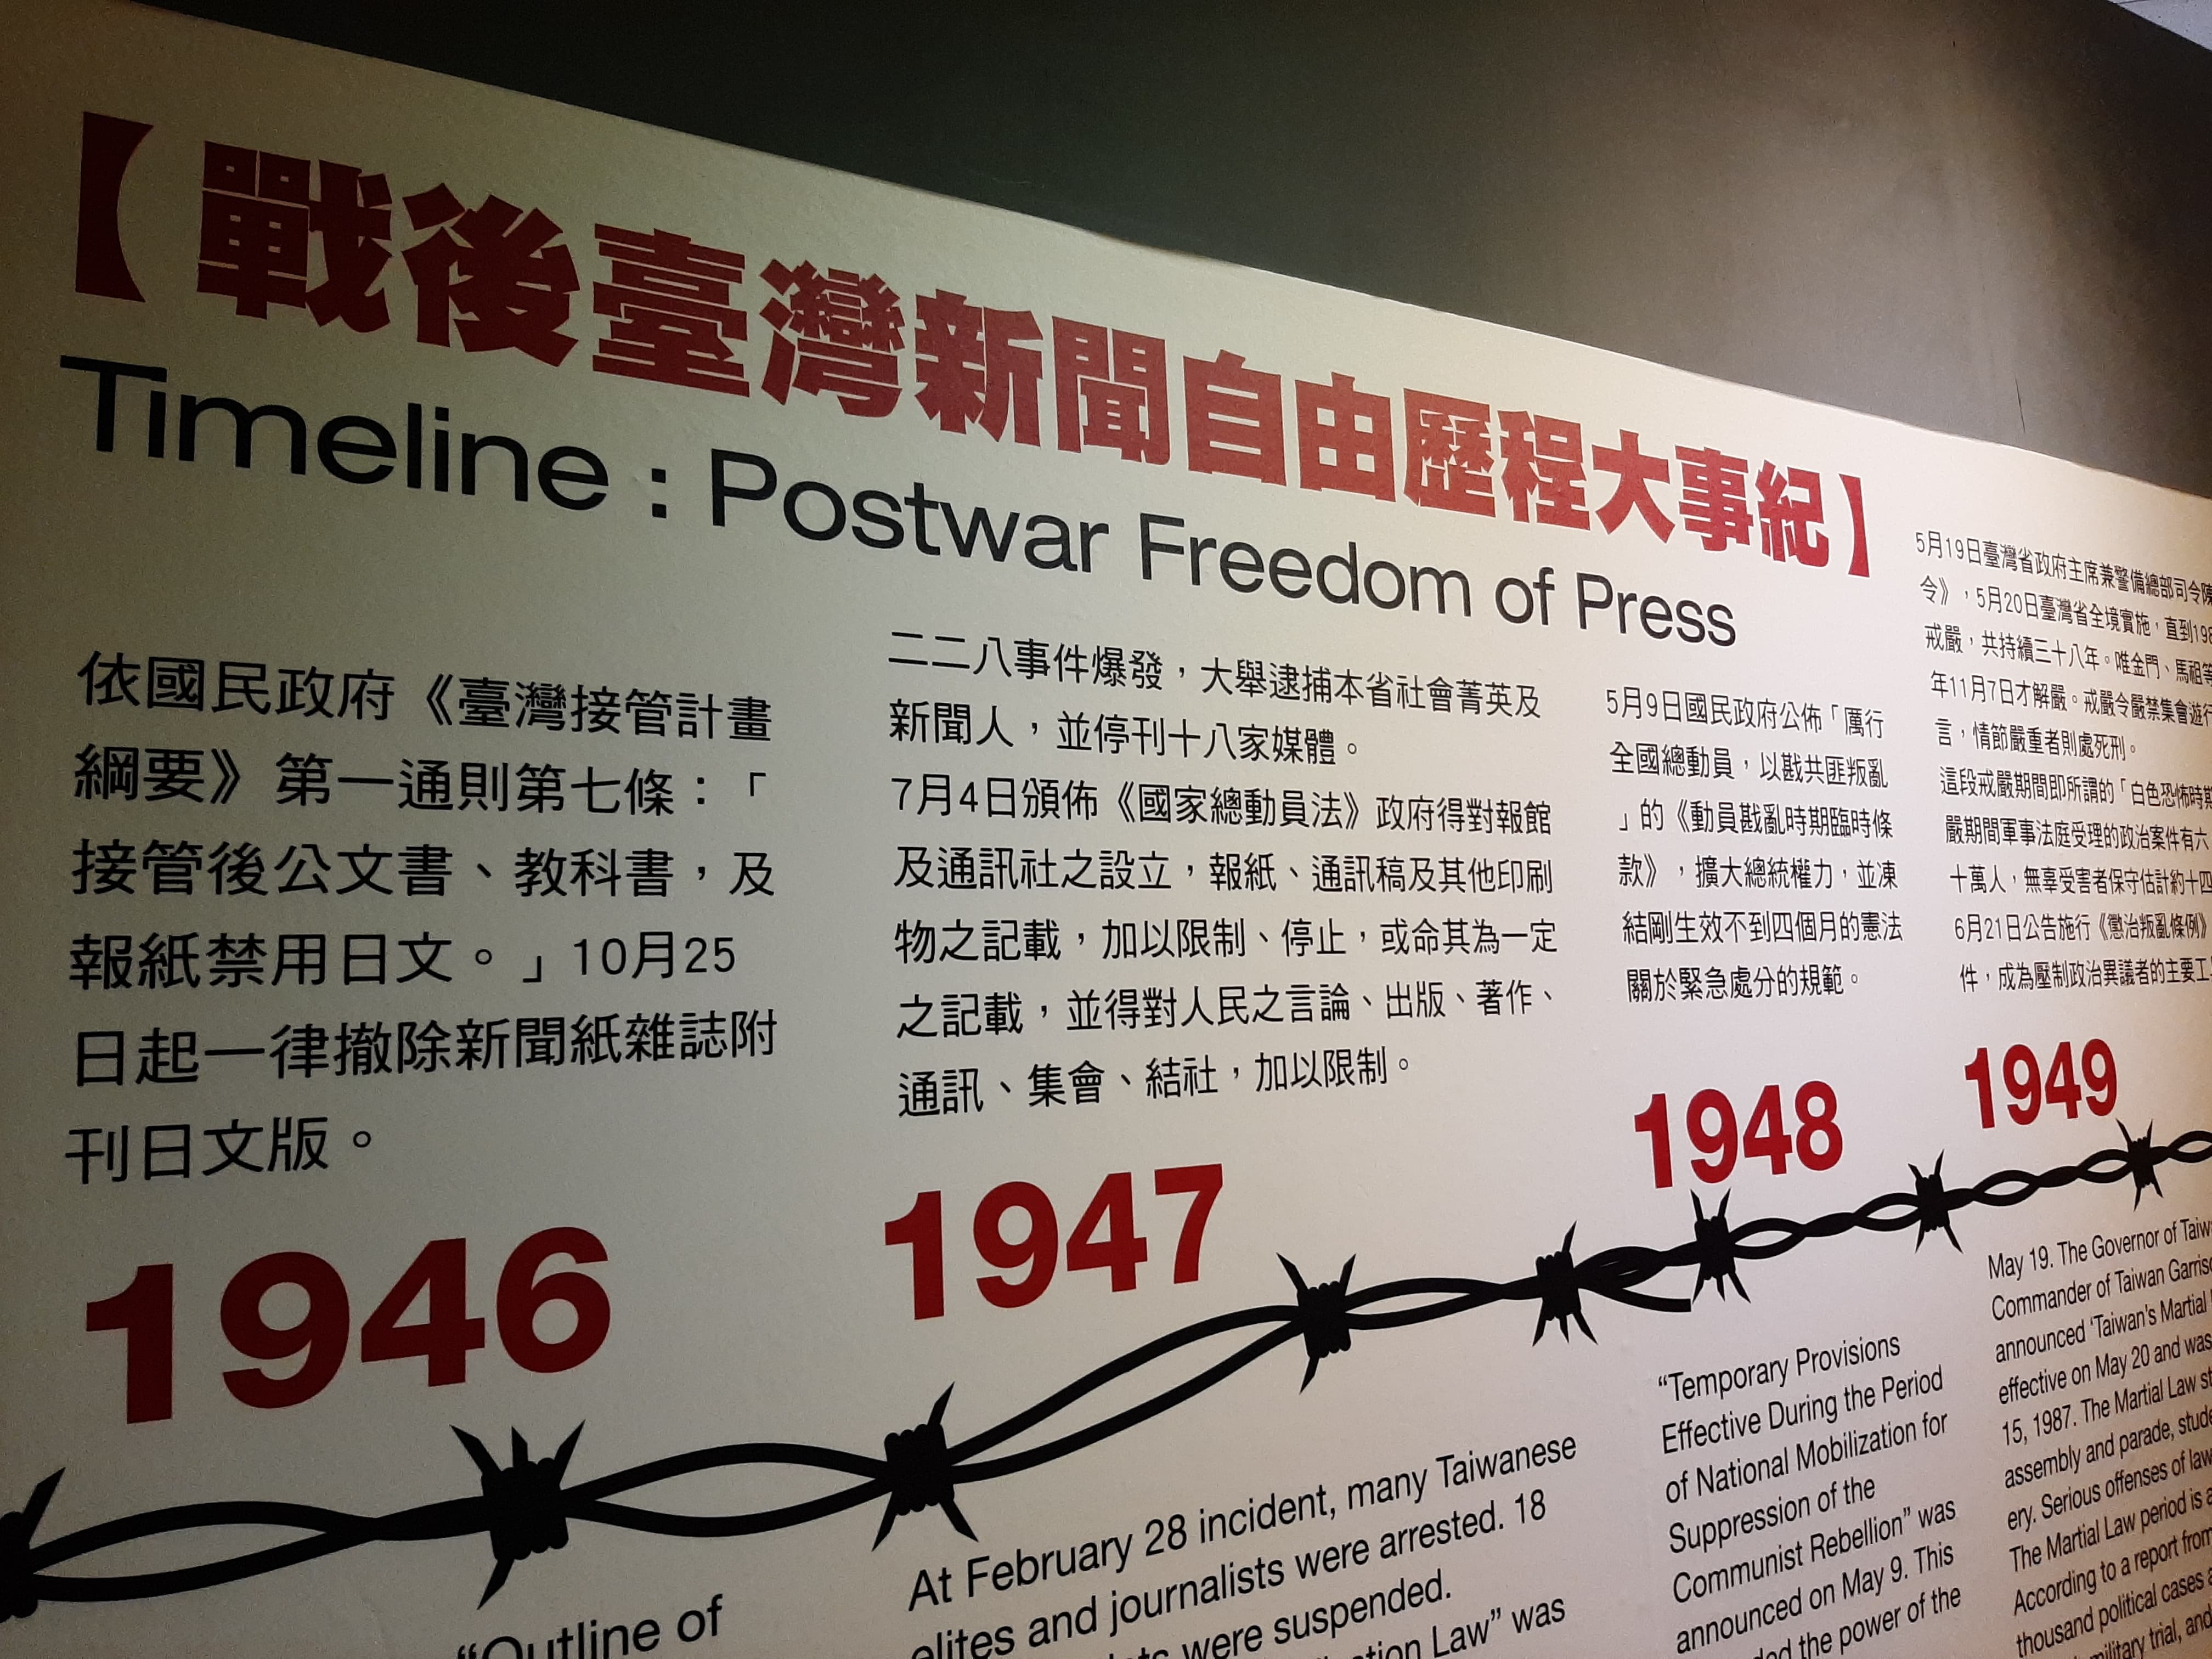 【戰後臺灣新聞自由歷程大事紀】
Timeline : Postwar Freedom of Press
依國民政府《臺灣接管計畫
綱要》第一通則第七條：「
接管後公文書、教科書，及
報紙禁用日文。」10月25
日起一律撤除新聞紙雜誌附
刊日文版。
1946
“Outline of
二二八事件爆發，大舉逮捕本省社會菁英及
新聞人，並停刊十八家媒體。
7月4日頒佈《國家總動員法》政府得對報館
及通訊社之設立，報紙、通訊稿及其他印刷
物之記載，加以限制、停止，或命其為一定
之記載，並得對人民之言論、出版、著作、
通訊、集會、結社，加以限制。
1947
At February 28 incident, many Taiwanese
elites and journalists were arrested. 18
were suspended.
Law” was
5月9日國民政府公佈「厲行
全國總動員，以戡共匪叛亂
」的《動員戡亂時期臨時條
款》，擴大總統權力，並凍
結剛生效不到四個月的憲法
關於緊急處分的規範。
1948
“Temporary Provisions
Effective During the Period
of National Mobilization for
Suppression of the
Communist Rebellion” was
announced on May 9. This
the power of the
5月19日臺灣省政府主席兼警備總部司令陳
令》，5月20日臺灣省全境實施，直到198
戒嚴，共持續三十八年。唯金門、馬祖等
年11月7日才解嚴。戒嚴令嚴禁集會遊行
言，情節嚴重者則處死刑。
這段戒嚴期間即所謂的「白色恐怖時期
嚴期間軍事法庭受理的政治案件有六
十萬人，無辜受害者保守估計約十四
6月21日公告施行《懲治叛亂條例》
件，成為壓制政治異議者的主要工
1949
May 19. The Governor of Taiw
Commander of Taiwan Garris
announced ‘Taiwan's Martial
effective on May 20 and was
15, 1987. The Martial Law st
assembly and parade, stud
ery. Serious offenses of law
The Martial Law period is a
According to a report from
thousand political cases
military trial, and